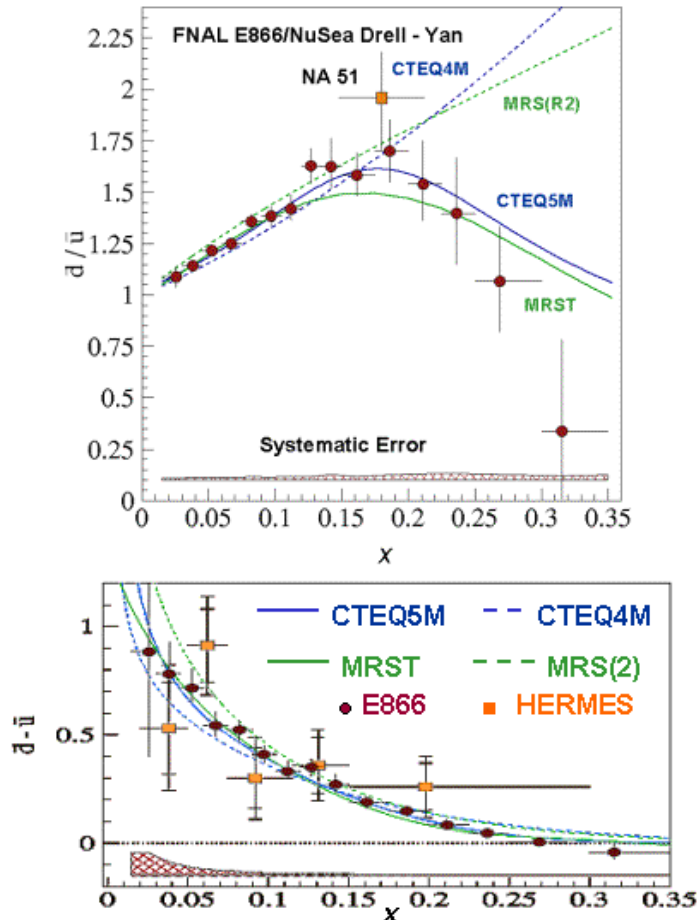 FNAL E866/NuSea Drell - Yan
2.25
2
1.75
1.5
1.25
1
0.75
0.5
0.25
0
NA 51
CTEQ4M
MRS(R2)
CTEQ5M
MRST
d̄ / ū
Systematic Error
0 0.05 0.1 0.15 0.2 0.25 0.3 0.35
x
1
0.5
0
d̄ - ū
CTEQ5M CTEQ4M
MRST MRS(2)
E866 HERMES
0 0.05 0.1 0.15 0.2 0.25 0.3 0.35
x